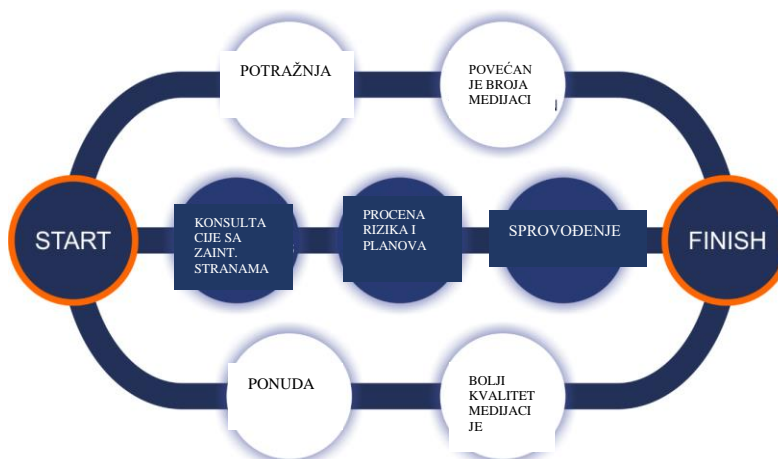 POTRAŽNJA
POVEĆAN
JE BROJA
MEDIJACI
START
KONSULTA
CIJE SA
ZAINT.
STRANAMA
PROCENA
RIZIKA I
PLANOVA
SPROVOĐENJE
FINISH
PONUDA
BOLJI
KVALITET
MEDIJACI
JE